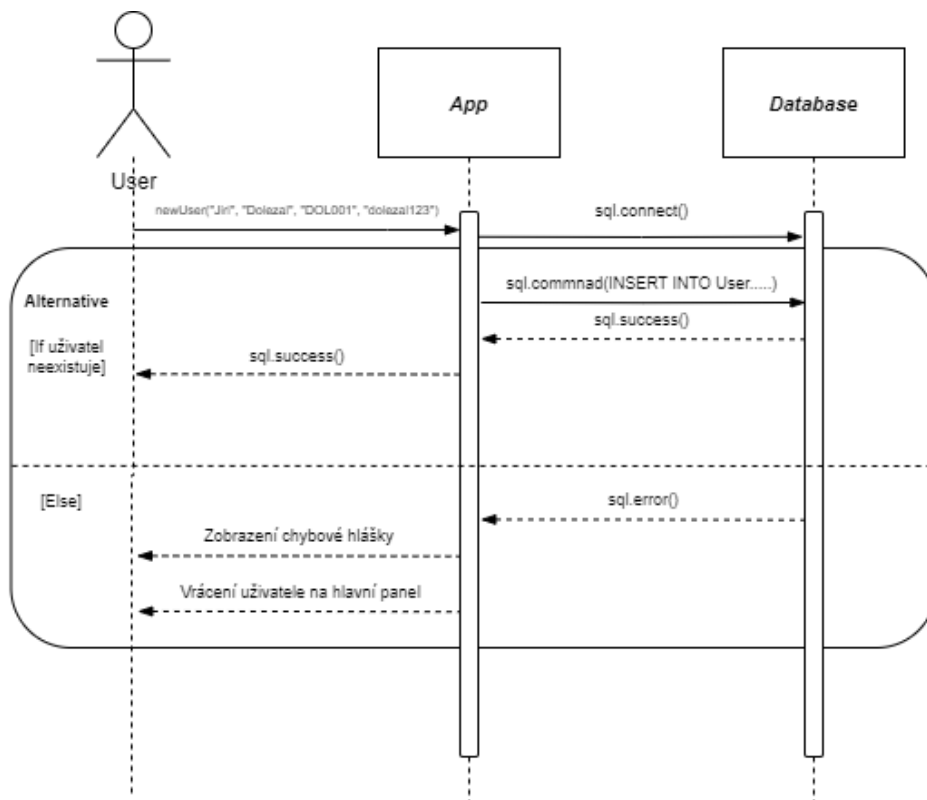 App
Database
User
newUser("Jiri", "Dolezal", "DOL001", "dolezal123")
sql.connect()
Alternative
sql.commnad(INSERT INTO User.....)
sql.success()
[If uživatel
neexistuje]
sql.success()
[Else]
sql.error()
Zobrazení chybové hlášky
Vrácení uživatele na hlavní panel